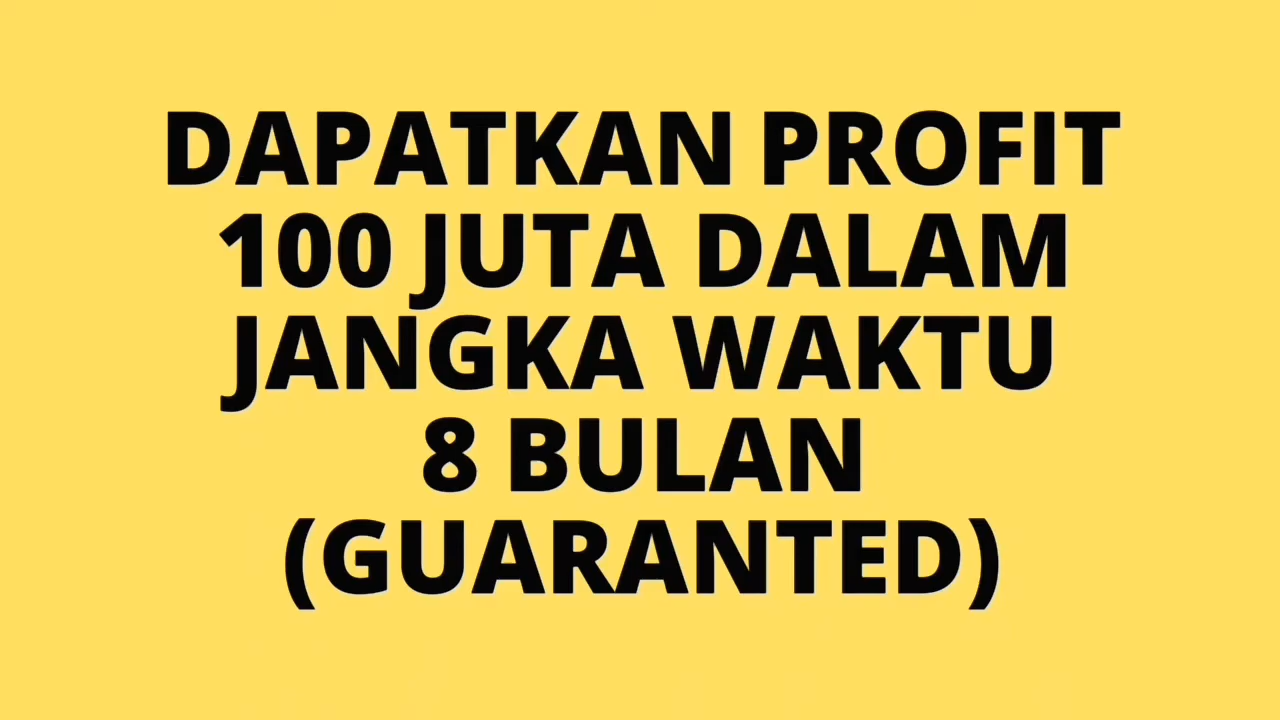 DAPATKAN PROFIT
100 JUTA DALAM
JANGKA WAKTU
8 BULAN
(GUARANTED)